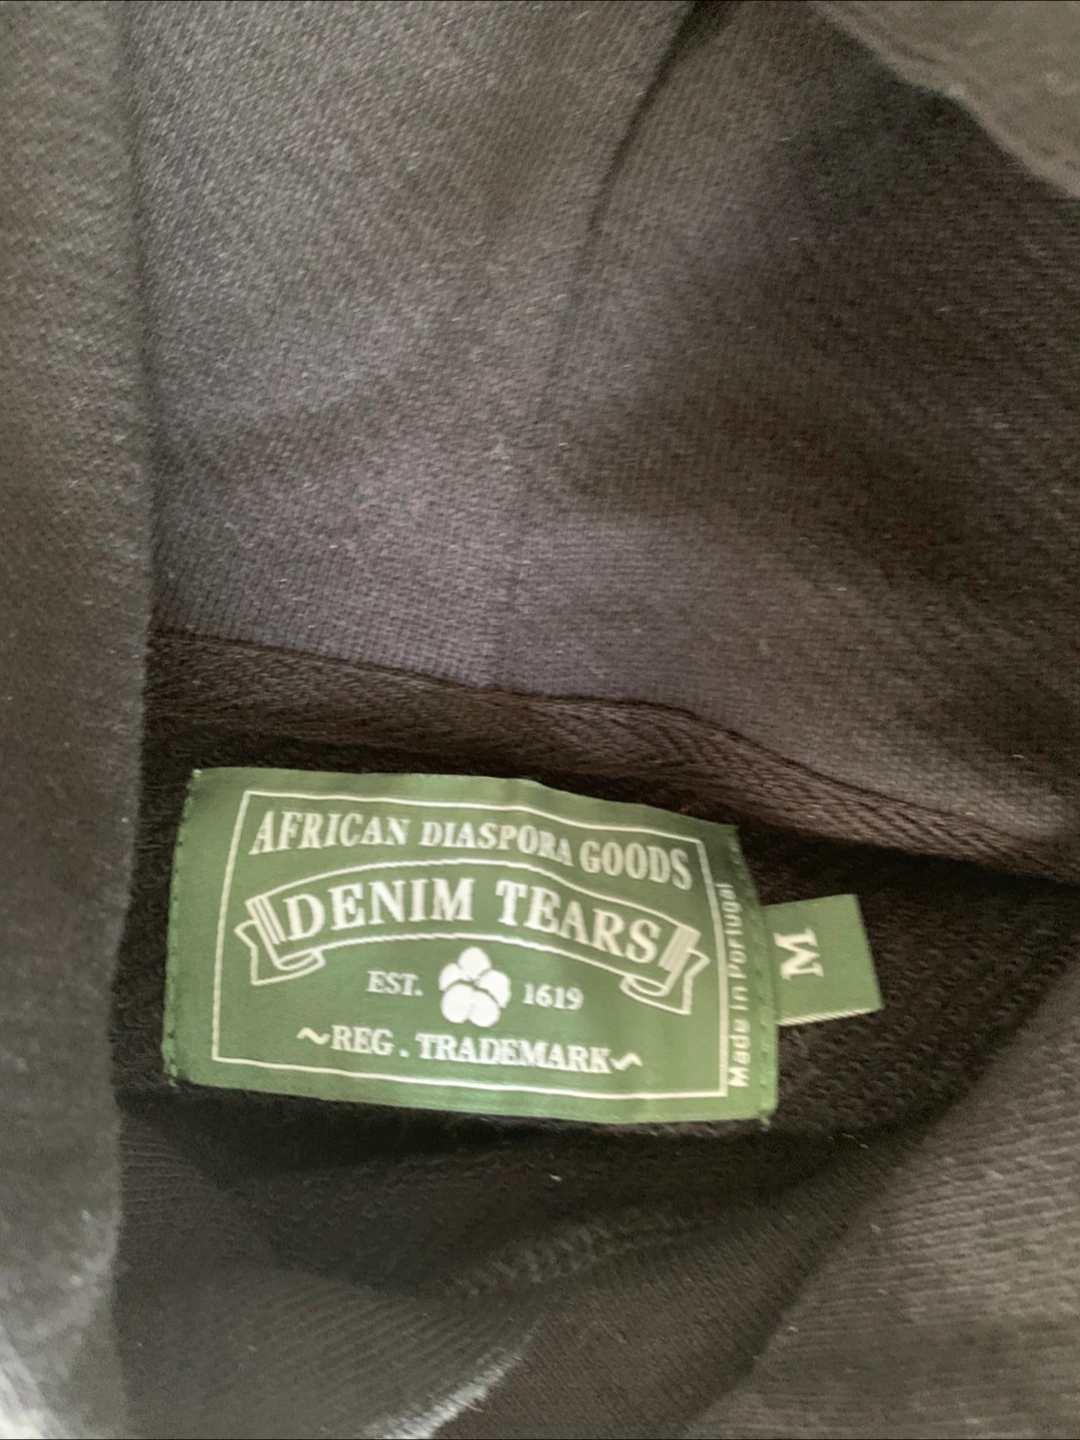 AFRICAN DIASPORA GOODS
DENIM TEARS
EST. 1619
~REG. TRADEMARK~
Made in Portugal
M